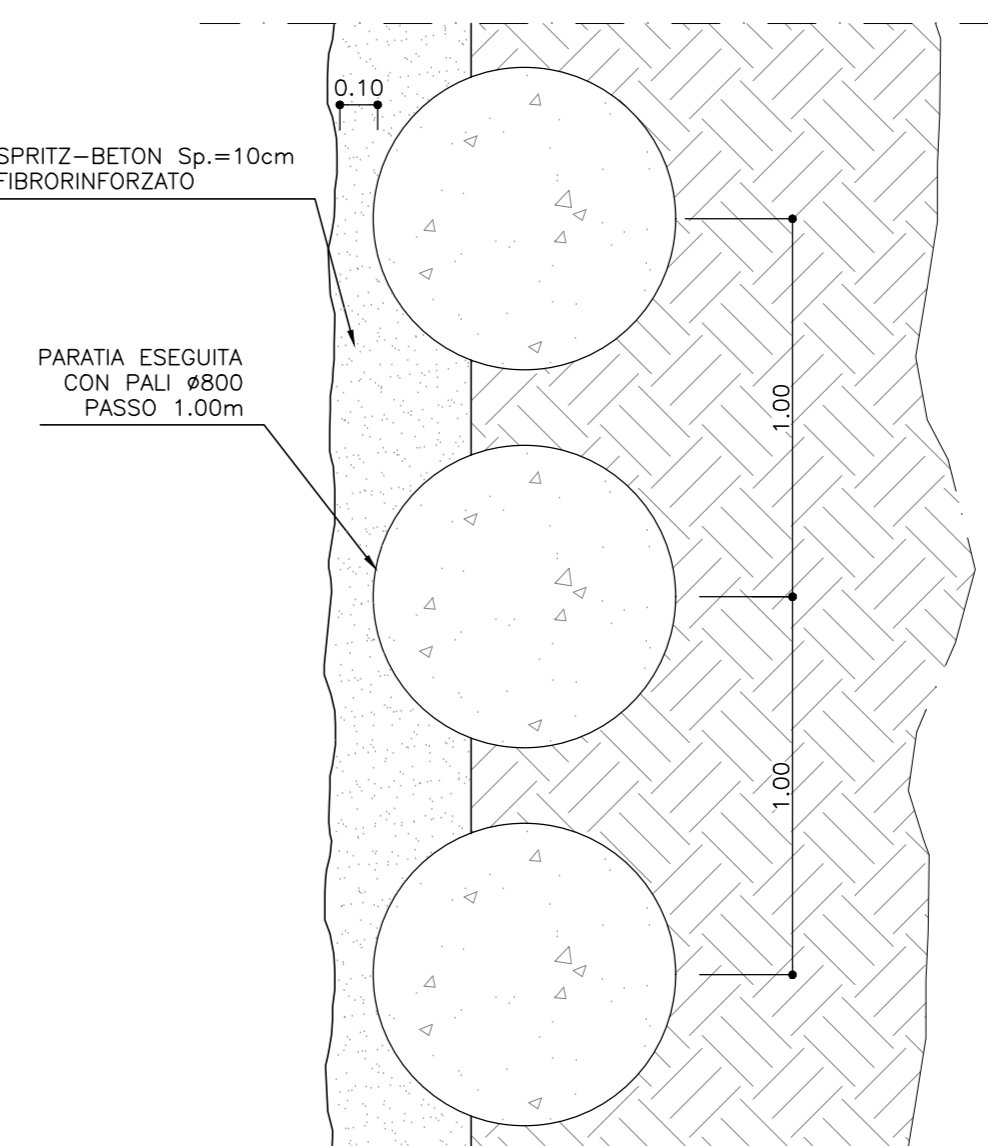 0.10
SPRITZ-BETON Sp.=10cm
FIBRORINFORZATO
PARATIA ESEGUITA
CON PALI ø800
PASSO 1.00m
1.00
1.00